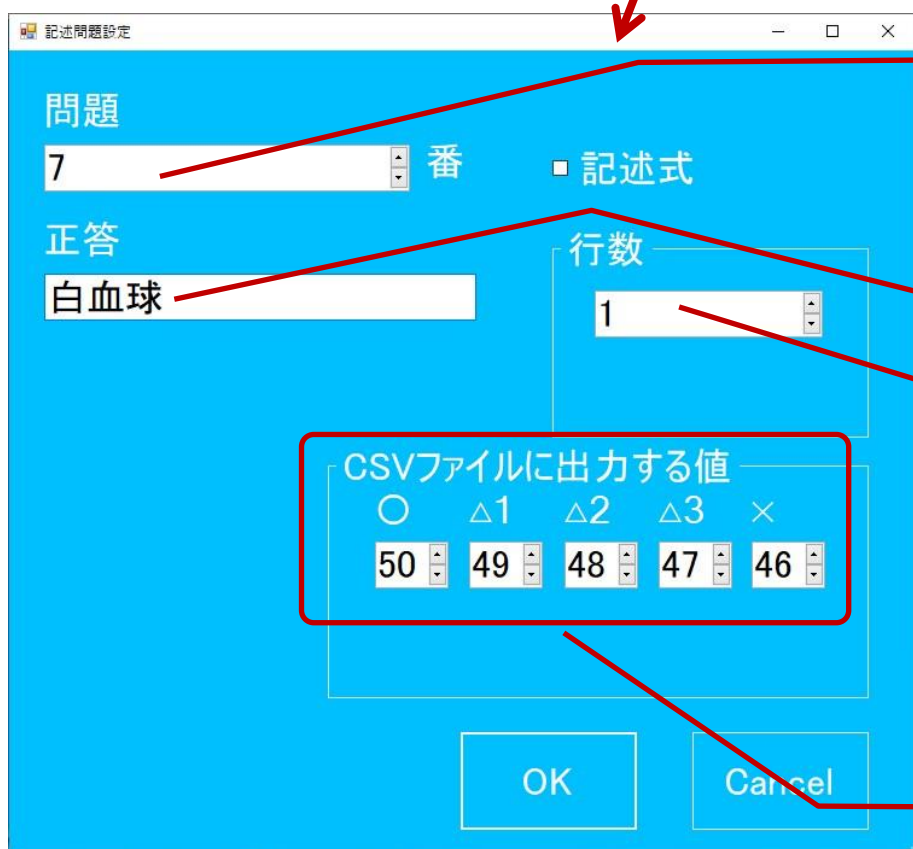 記述問題設定
問題
7 番
記述式
正答
白血球
行数
1
CSVファイルに出力する値
○ △1 △2 △3 ×
50 49 48 47 46
OK Cancel